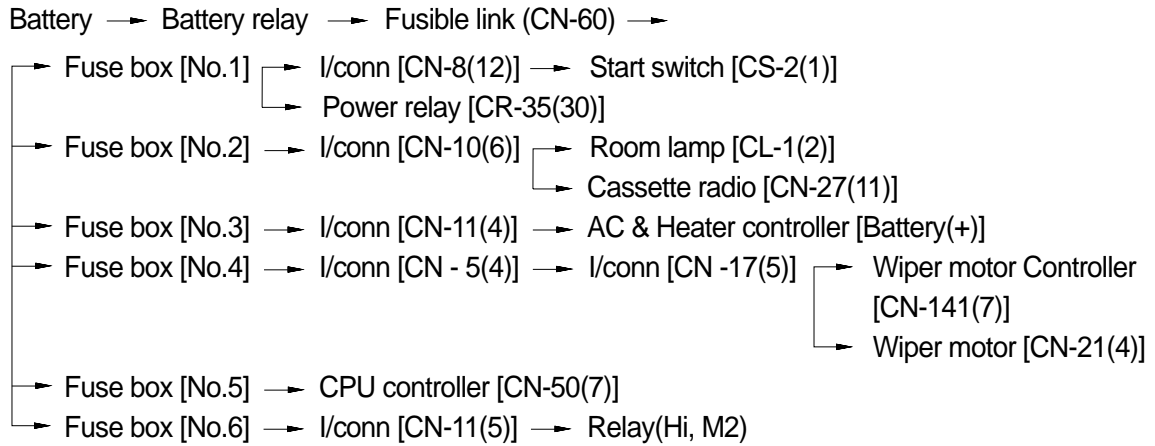 Battery → Battery relay → Fusible link (CN-60) →
→ Fuse box [No.1] → I/conn [CN-8(12)] → Start switch [CS-2(1)]
→ Power relay [CR-35(30)]
→ Fuse box [No.2] → I/conn [CN-10(6)] → Room lamp [CL-1(2)]
→ Cassette radio [CN-27(11)]
→ Fuse box [No.3] → I/conn [CN-11(4)] → AC & Heater controller [Battery(+)]
→ Fuse box [No.4] → I/conn [CN - 5(4)] → I/conn [CN -17(5)] → Wiper motor Controller
[CN-141(7)]
→ Wiper motor [CN-21(4)]
→ Fuse box [No.5] → CPU controller [CN-50(7)]
→ Fuse box [No.6] → I/conn [CN-11(5)] → Relay(Hi, M2)